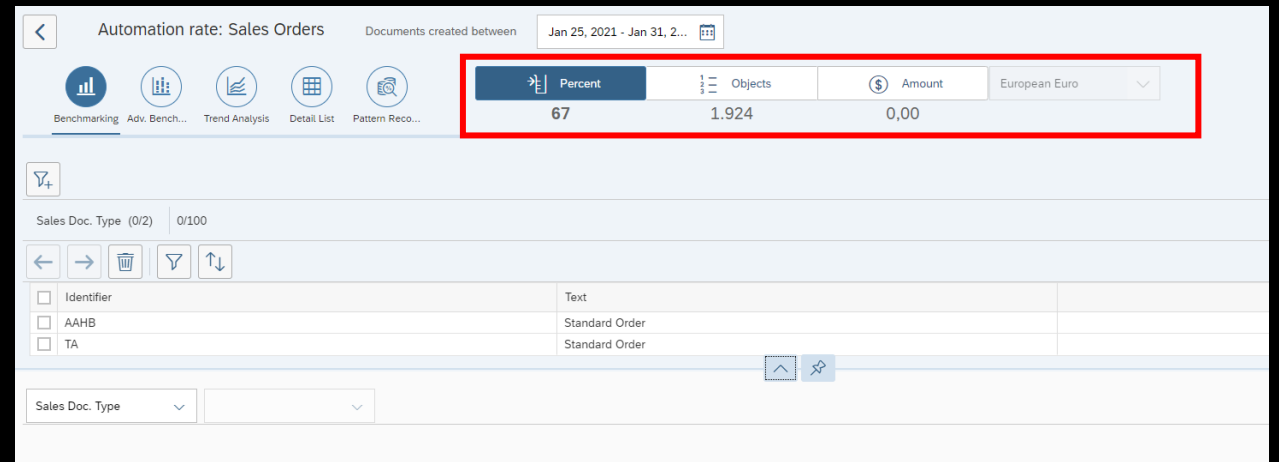 Automation rate: Sales Orders
Documents created between
Jan 25, 2021 - Jan 31, 2...
Benchmarking
Adv. Bench...
Trend Analysis
Detail List
Pattern Reco...
Percent
Objects
Amount
European Euro
67
1.924
0,00
Sales Doc. Type (0/2)
0/100
Identifier
Text
AAHB
Standard Order
TA
Standard Order
Sales Doc. Type